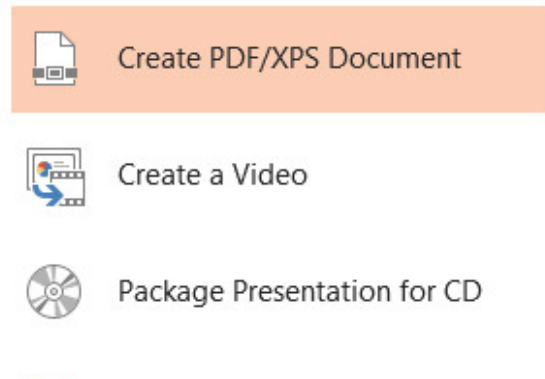 Create PDF/XPS Document
Create a Video
Package Presentation for CD